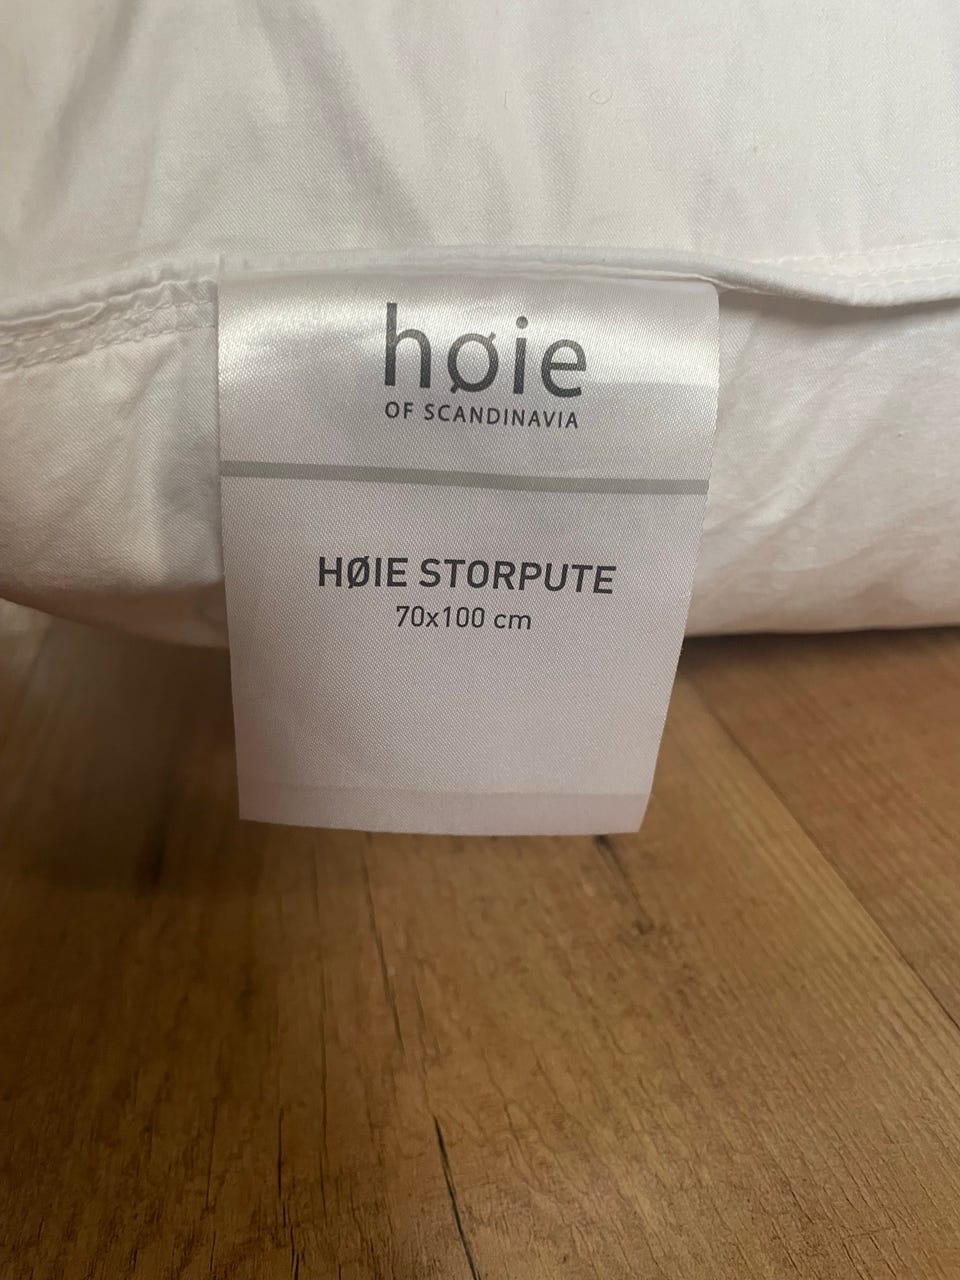 høie
OF SCANDINAVIA
HØIE STORPUTE
70x100 cm